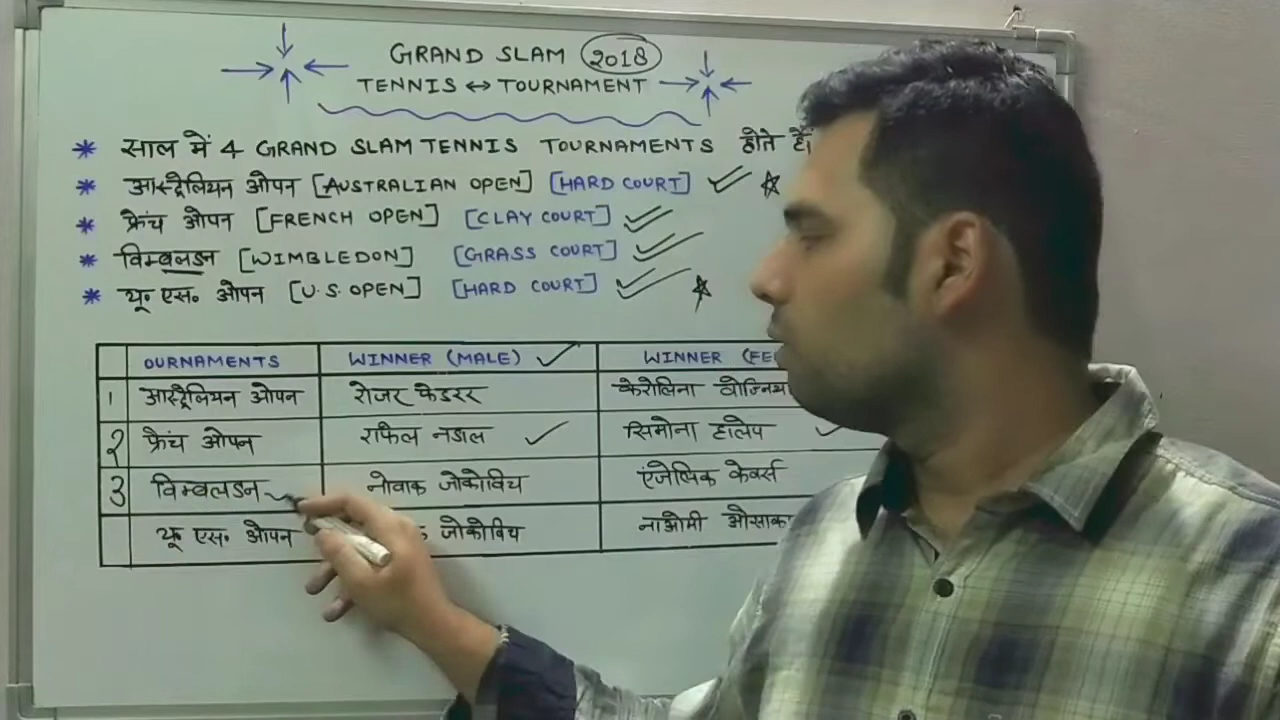 GRAND SLAM 2018
TENNIS ↔ TOURNAMENT
* साल में 4 GRAND SLAM TENNIS TOURNAMENTS होते हैं
* आस्ट्रेलियन ओपन [AUSTRALIAN OPEN] [HARD COURT]
* फ्रैंच ओपन [FRENCH OPEN] [CLAY COURT]
* विम्बलडन [WIMBLEDON] [GRASS COURT]
* यू॰ एस॰ ओपन [U.S. OPEN] [HARD COURT]
OURNAMENTS WINNER (MALE) WINNER (FE
1 आस्ट्रैलियन ओपन रोजर फेडरर केरोलिना
2 फ्रैंच ओपन राफेल नडाल सिमोना हालेप
3 विम्बलडन नोवाक जोकोविच एंजेलिक केर्बर्स
यू एस॰ ओपन जोकोविच नाओमी ओसाका